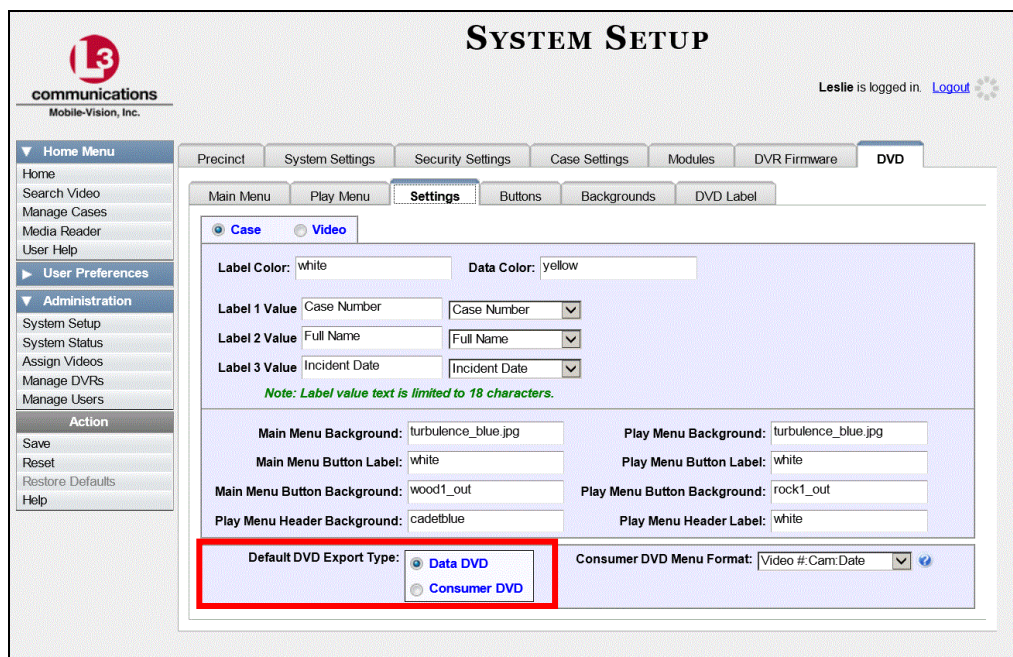 SYSTEM SETUP
L3
communications
Mobile-Vision, Inc.
Leslie is logged in. Logout
Home Menu
Home
Search Video
Manage Cases
Media Reader
User Help
User Preferences
Administration
System Setup
System Status
Assign Videos
Manage DVRs
Manage Users
Action
Save
Reset
Restore Defaults
Help
Precinct System Settings Security Settings Case Settings Modules DVR Firmware DVD
Main Menu Play Menu Settings Buttons Backgrounds DVD Label
Case Video
Label Color: white Data Color: yellow
Label 1 Value Case Number Case Number
Label 2 Value Full Name Full Name
Label 3 Value Incident Date Incident Date
Note: Label value text is limited to 18 characters.
Main Menu Background: turbulence_blue.jpg Play Menu Background: turbulence_blue.jpg
Main Menu Button Label: white Play Menu Button Label: white
Main Menu Button Background: wood1_out Play Menu Button Background: rock1_out
Play Menu Header Background: cadetblue Play Menu Header Label: white
Default DVD Export Type: Data DVD Consumer DVD Menu Format: Video #:Cam:Date ?
Consumer DVD